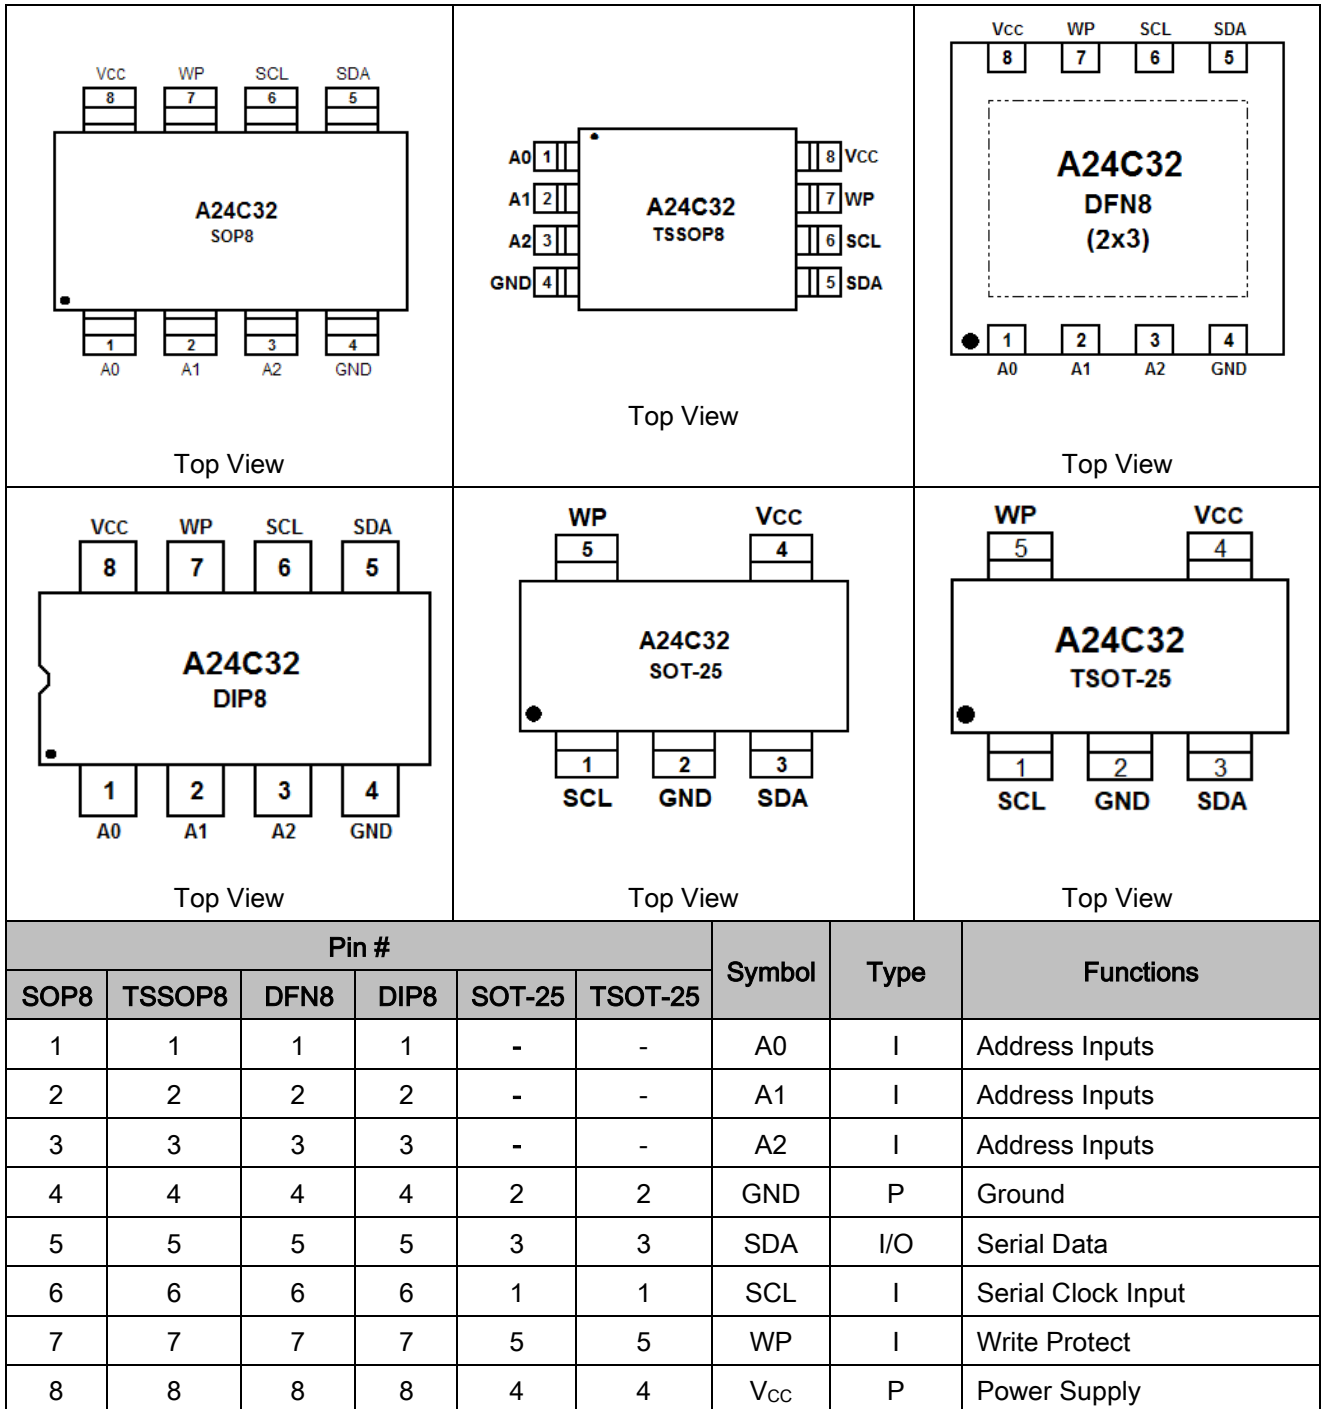 Vcc WP SCL SDA
8 7 6 5
A24C32
SOP8
1 2 3 4
A0 A1 A2 GND
Top View
A0 1 8 Vcc
A1 2 7 WP
A2 3 6 SCL
GND 4 5 SDA
A24C32
TSSOP8
Top View
Vcc WP SCL SDA
8 7 6 5
A24C32
DFN8
(2x3)
1 2 3 4
A0 A1 A2 GND
Top View
Vcc WP SCL SDA
8 7 6 5
A24C32
DIP8
1 2 3 4
A0 A1 A2 GND
Top View
WP Vcc
5 4
A24C32
SOT-25
1 2 3
SCL GND SDA
Top View
WP Vcc
5 4
A24C32
TSOT-25
1 2 3
SCL GND SDA
Top View
Pin # Symbol Type Functions
SOP8 TSSOP8 DFN8 DIP8 SOT-25 TSOT-25
1 1 1 1 - - A0 I Address Inputs
2 2 2 2 - - A1 I Address Inputs
3 3 3 3 - - A2 I Address Inputs
4 4 4 4 2 2 GND P Ground
5 5 5 5 3 3 SDA I/O Serial Data
6 6 6 6 1 1 SCL I Serial Clock Input
7 7 7 7 5 5 WP I Write Protect
8 8 8 8 4 4 Vcc P Power Supply